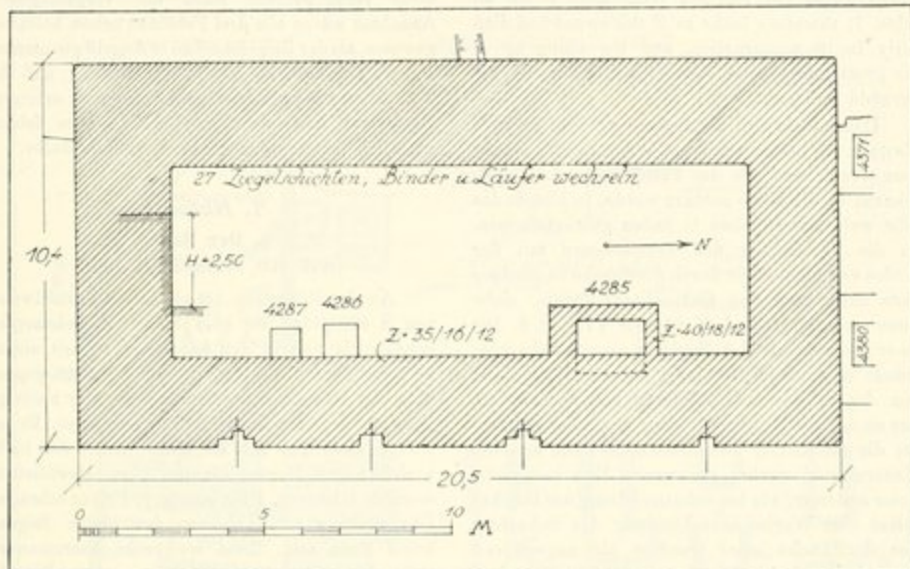 27 Ziegelschichten, Binder u Läufer wechseln
4371
10,4
N
H=2,50
4285
4287
4286
Z=35/16/12
Z=40/18/12
4380
20,5
0
5
10
M